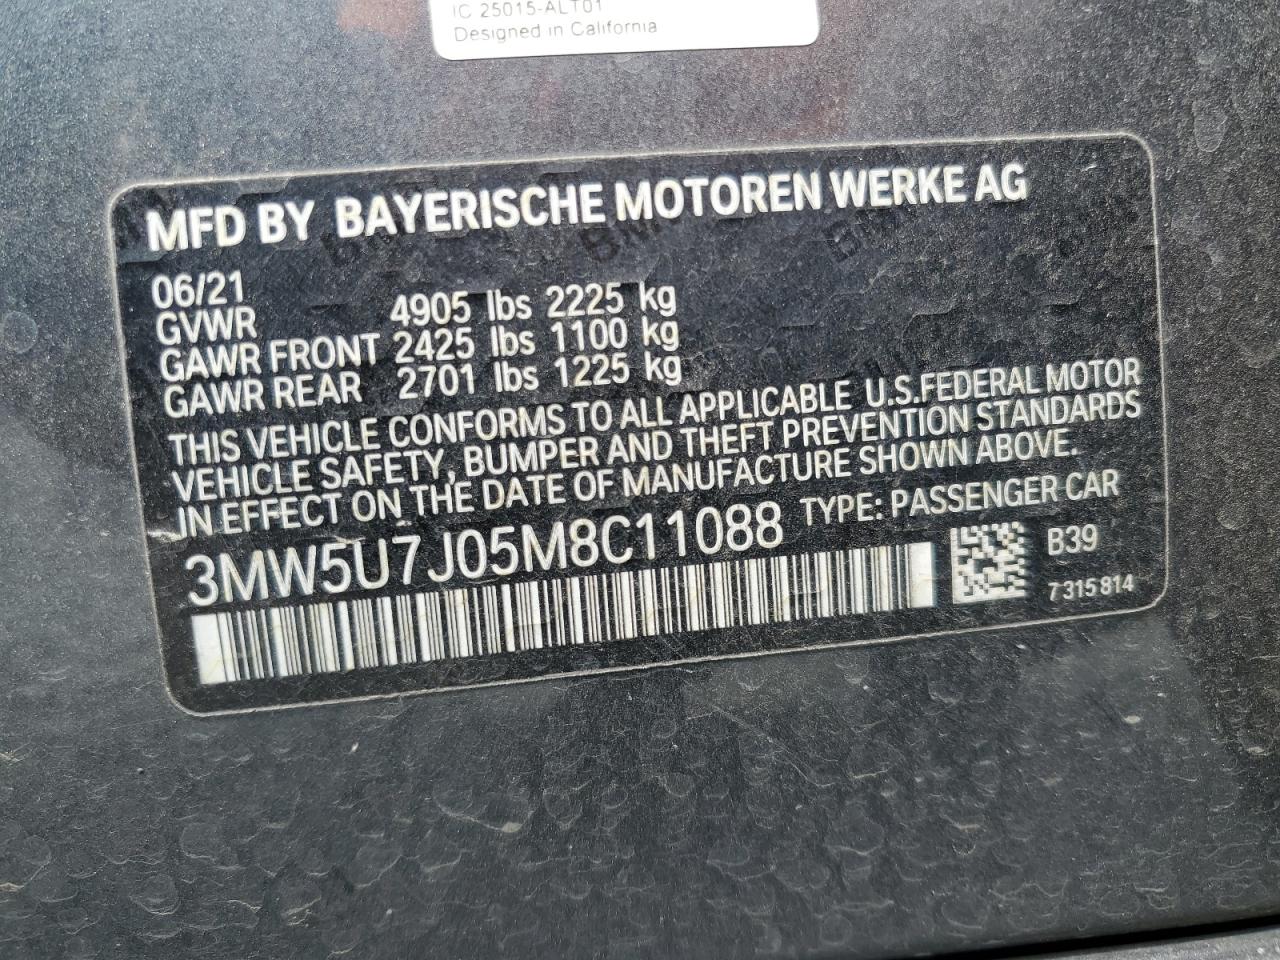 IC 25015-ALT01
Designed in California
MFD BY BAYERISCHE MOTOREN WERKE AG
06/21
GVWR 4905 lbs 2225 kg
GAWR FRONT 2425 lbs 1100 kg
GAWR REAR 2701 lbs 1225 kg
THIS VEHICLE CONFORMS TO ALL APPLICABLE U.S.FEDERAL MOTOR
VEHICLE SAFETY, BUMPER AND THEFT PREVENTION STANDARDS
IN EFFECT ON THE DATE OF MANUFACTURE SHOWN ABOVE.
3MW5U7J05M8C11088 TYPE: PASSENGER CAR
B39
7315814